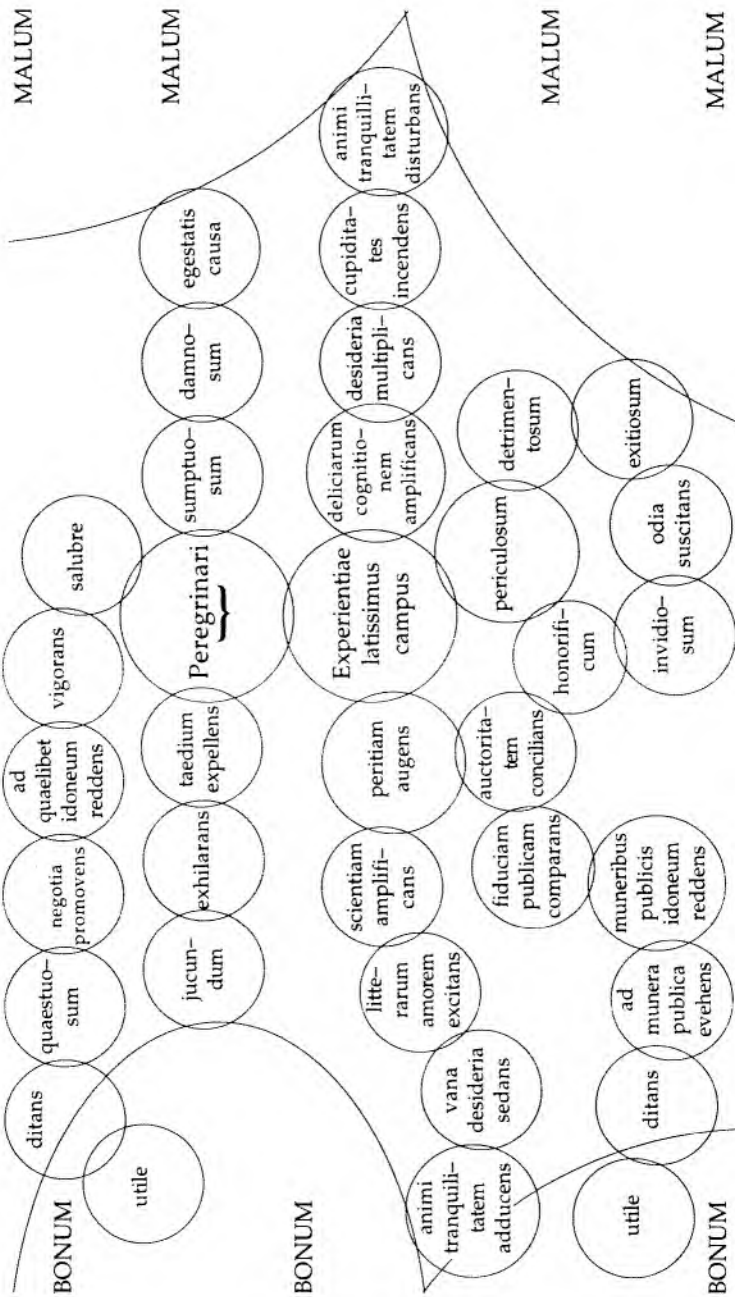 BONUM
ditans
quaestuo-
sum
negotia
promovens
ad
quaelibet
idoneum
reddens
vigorans
salubre
MALUM
utile
jucun-
dum
exhilarans
taedium
expellens
Peregrinari
}
sumptuo-
sum
damno-
sum
egestatis
causa
MALUM
BONUM
scientiam
amplifi-
cans
peritiam
augens
Experientiae
latissimus
campus
deliciarum
cognitio-
nem
amplificans
desideria
multipli-
cans
cupidita-
tes
incendens
animi
tranquilli-
tatem
disturbans
animi
tranquili-
tatem
adducens
vana
desideria
sedans
litte-
rarum
amorem
excitans
fiduciam
publicam
comparans
auctorita-
tem
concilians
honorifi-
cum
periculosum
detrimen-
tosum
MALUM
utile
ditans
ad
munera
publica
evehens
muneribus
publicis
idoneum
reddens
invidio-
sum
odia
suscitans
exitiosum
BONUM
MALUM